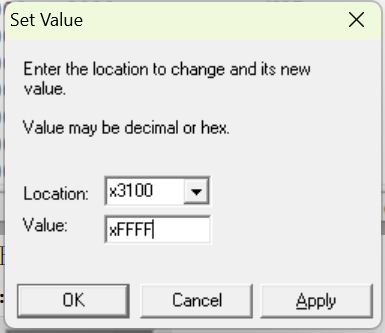 Set Value
Enter the location to change and its new
value.
Value may be decimal or hex.
Location: x3100
Value: xFFFF
OK Cancel Apply